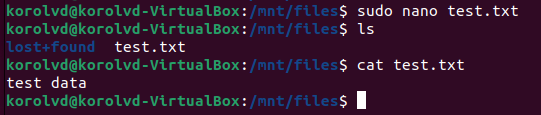 korolvd@korolvd-VirtualBox:/mnt/files$ sudo nano test.txt
korolvd@korolvd-VirtualBox:/mnt/files$ ls
lost+found  test.txt
korolvd@korolvd-VirtualBox:/mnt/files$ cat test.txt
test data
korolvd@korolvd-VirtualBox:/mnt/files$